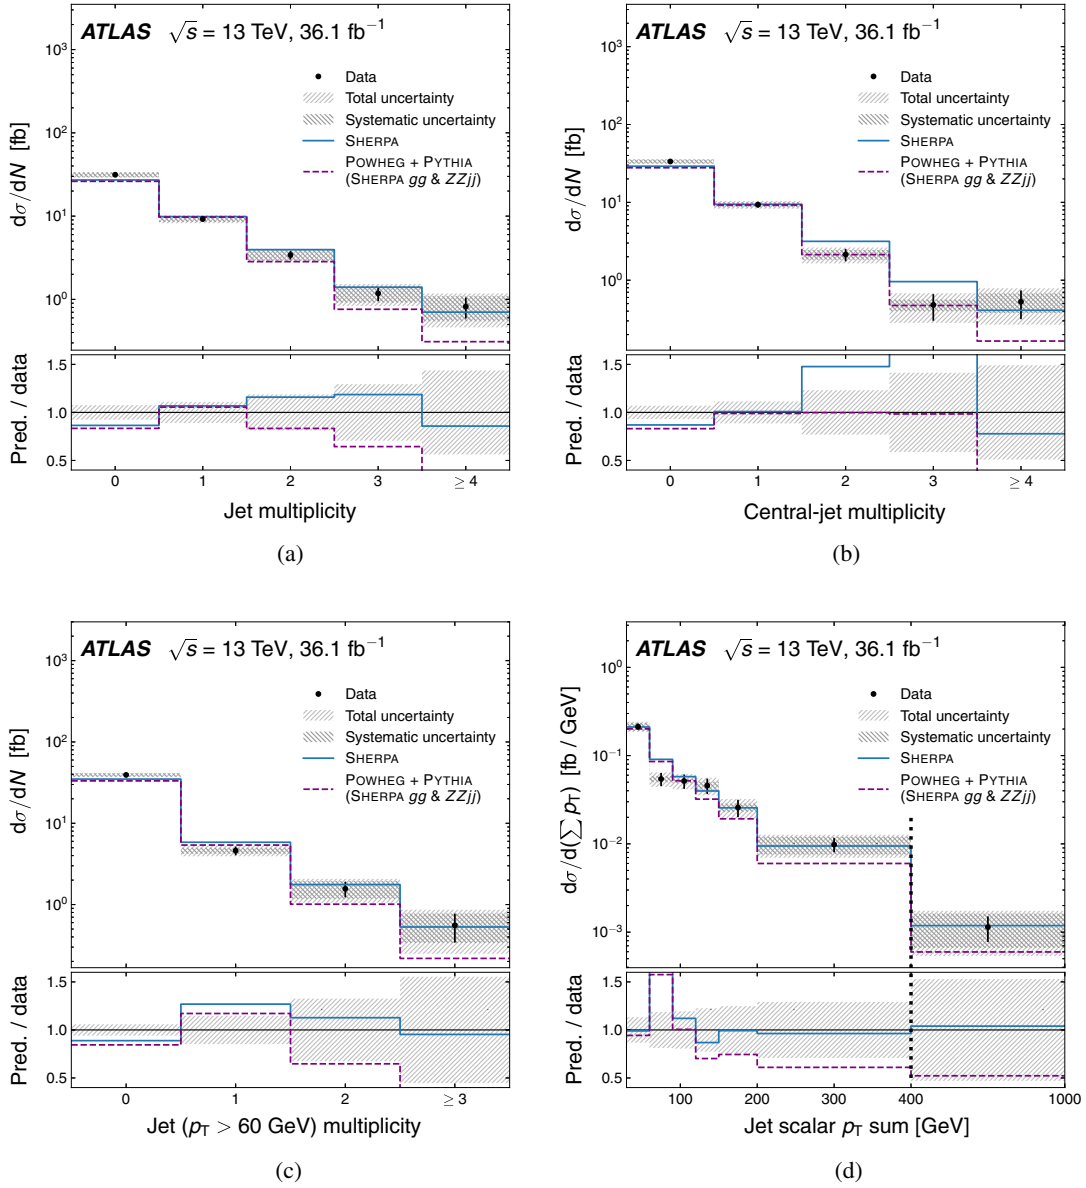 ATLAS √s = 13 TeV, 36.1 fb⁻¹
Data
Total uncertainty
Systematic uncertainty
SHERPA
POWHEG + PYTHIA
(SHERPA gg & ZZjj)
dσ/dN [fb]
10³
10²
10¹
10⁰
Pred. / data
1.5
1.0
0.5
0 1 2 3 ≥ 4
Jet multiplicity
(a)
ATLAS √s = 13 TeV, 36.1 fb⁻¹
Data
Total uncertainty
Systematic uncertainty
SHERPA
POWHEG + PYTHIA
(SHERPA gg & ZZjj)
dσ/dN [fb]
10³
10²
10¹
10⁰
Pred. / data
1.5
1.0
0.5
0 1 2 3 ≥ 4
Central-jet multiplicity
(b)
ATLAS √s = 13 TeV, 36.1 fb⁻¹
Data
Total uncertainty
Systematic uncertainty
SHERPA
POWHEG + PYTHIA
(SHERPA gg & ZZjj)
dσ/dN [fb]
10³
10²
10¹
10⁰
Pred. / data
1.5
1.0
0.5
0 1 2 ≥ 3
Jet (p_T > 60 GeV) multiplicity
(c)
ATLAS √s = 13 TeV, 36.1 fb⁻¹
Data
Total uncertainty
Systematic uncertainty
SHERPA
POWHEG + PYTHIA
(SHERPA gg & ZZjj)
dσ/d(∑ p_T) [fb / GeV]
10⁰
10⁻¹
10⁻²
10⁻³
Pred. / data
1.5
1.0
0.5
100 200 300 400 1000
Jet scalar p_T sum [GeV]
(d)